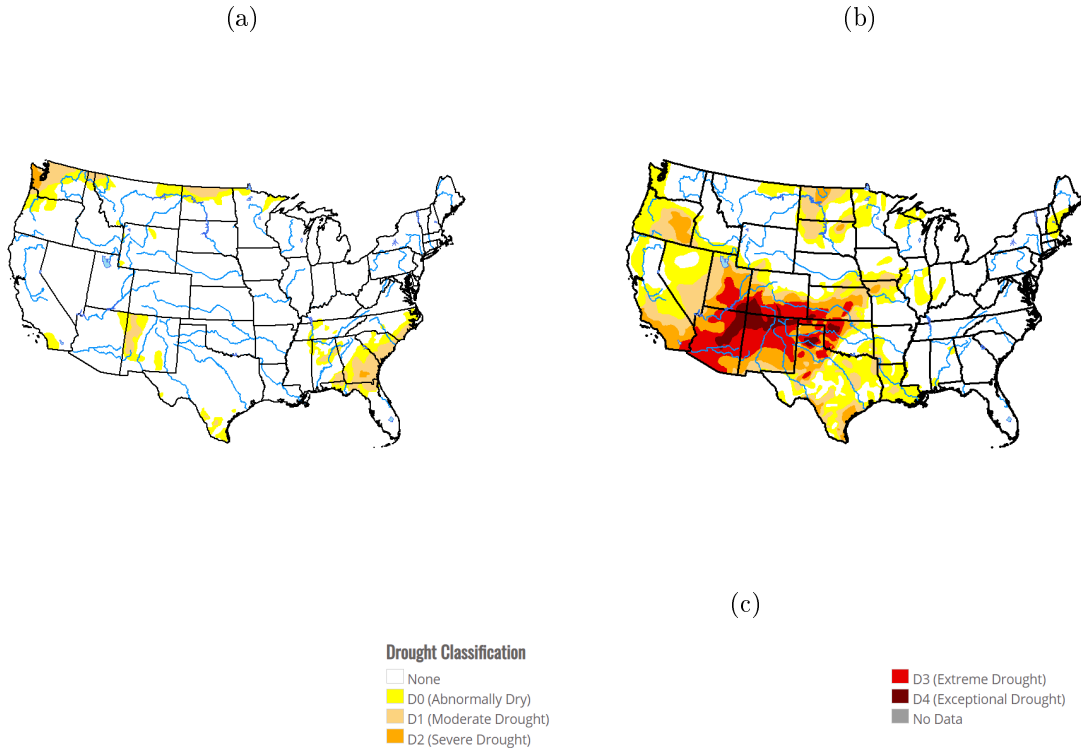 (a)
(b)
(c)
Drought Classification
None
D0 (Abnormally Dry)
D1 (Moderate Drought)
D2 (Severe Drought)
D3 (Extreme Drought)
D4 (Exceptional Drought)
No Data